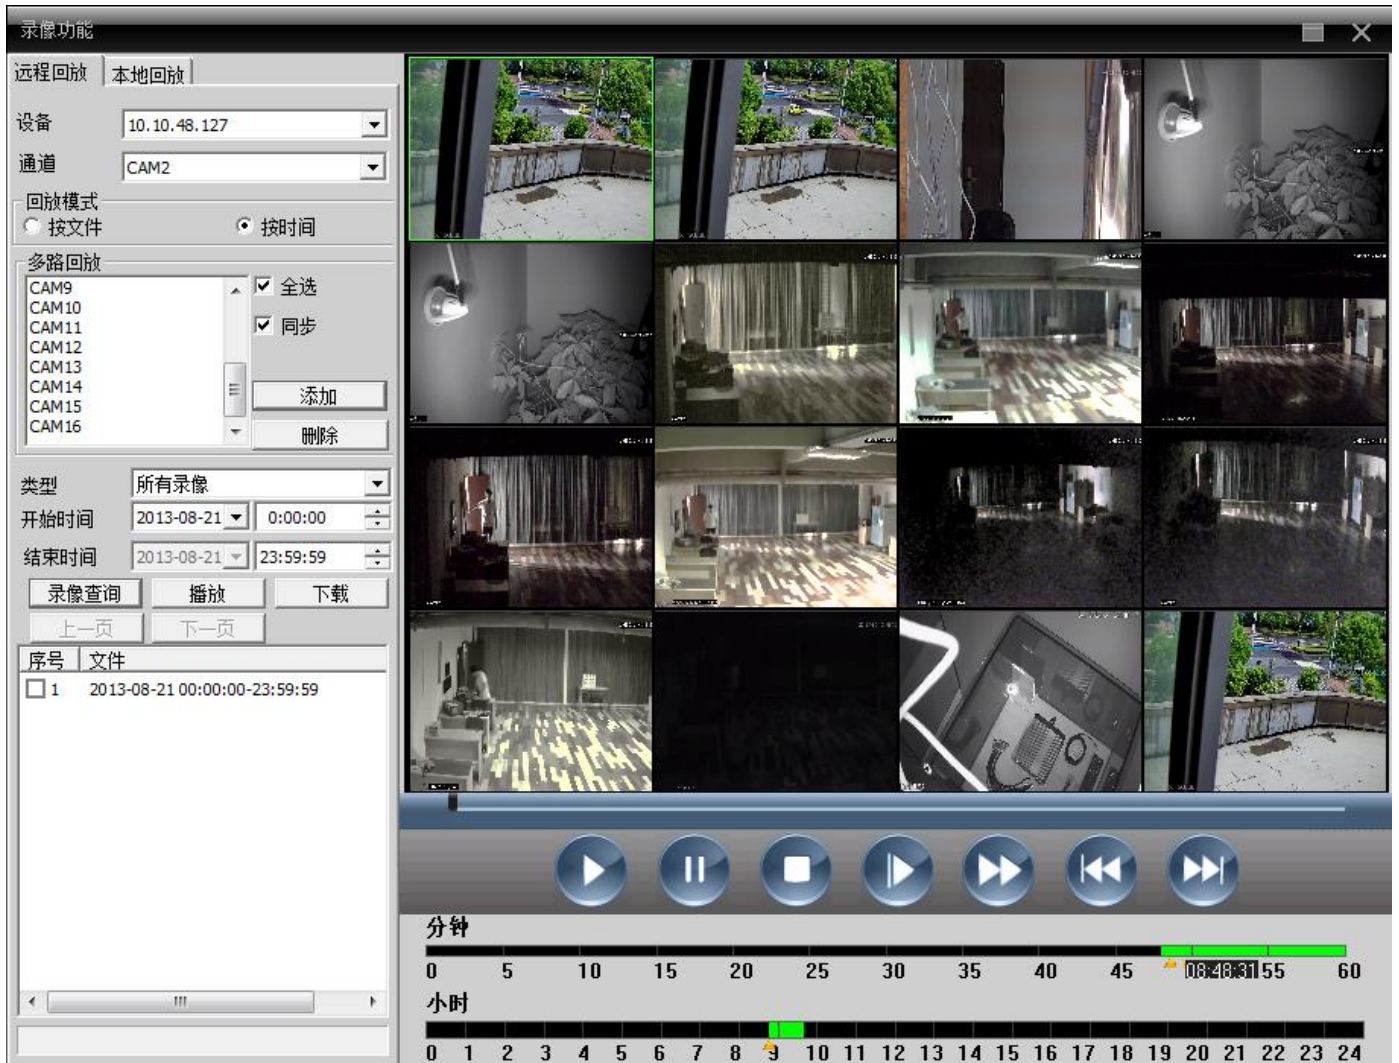 录像功能
远程回放 本地回放
设备 10.10.48.127
通道 CAM2
回放模式
按文件 按时间
多路回放
CAM9
CAM10
CAM11
CAM12
CAM13
CAM14
CAM15
CAM16
全选
同步
添加
删除
类型 所有录像
开始时间 2013-08-21 0:00:00
结束时间 2013-08-21 23:59:59
录像查询 播放 下载
上一页 下一页
序号 文件
1 2013-08-21 00:00:00-23:59:59
分钟
0 5 10 15 20 25 30 35 40 45 08:48:31 55 60
小时
0 1 2 3 4 5 6 7 8 9 10 11 12 13 14 15 16 17 18 19 20 21 22 23 24